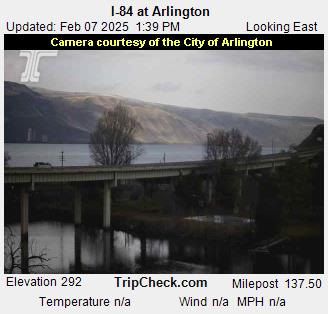 I-84 at Arlington
Updated: Feb 07 2025 1:39 PM Looking East
Camera courtesy of the City of Arlington
Elevation 292 TripCheck.com Milepost 137.50
Temperature n/a Wind n/a MPH n/a